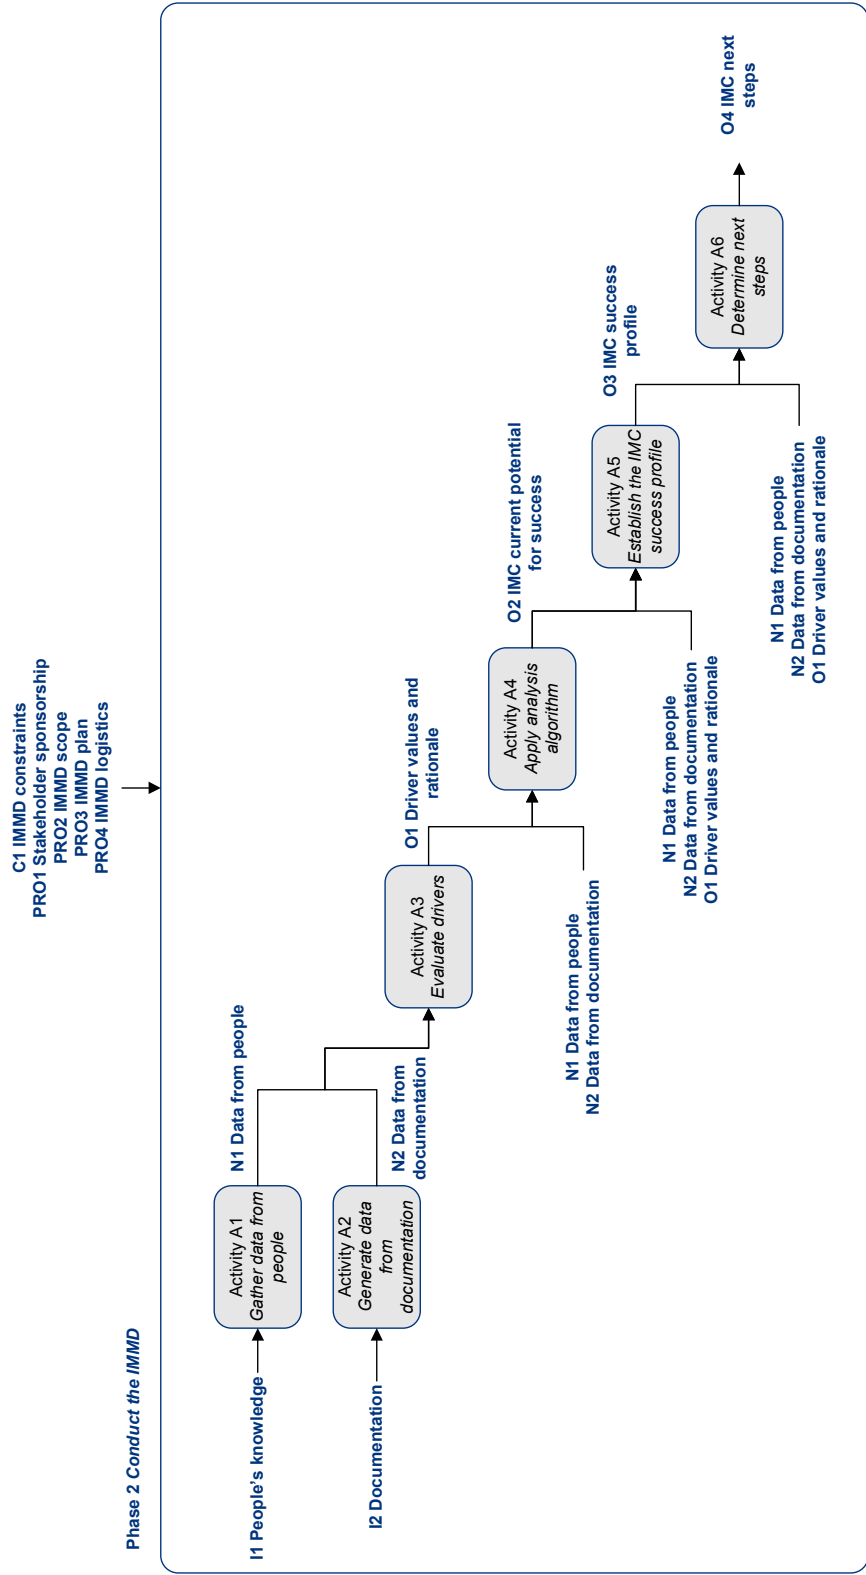 C1 IMMD constraints
PRO1 Stakeholder sponsorship
PRO2 IMMD scope
PRO3 IMMD plan
PRO4 IMMD logistics
Phase 2 Conduct the IMMD
I1 People’s knowledge
Activity A1
Gather data from
people
N1 Data from people
I2 Documentation
Activity A2
Generate data
from
documentation
N2 Data from
documentation
Activity A3
Evaluate drivers
O1 Driver values and
rationale
N1 Data from people
N2 Data from documentation
Activity A4
Apply analysis
algorithm
O2 IMC current potential
for success
N1 Data from people
N2 Data from documentation
O1 Driver values and rationale
Activity A5
Establish the IMC
success profile
O3 IMC success
profile
N1 Data from people
N2 Data from documentation
O1 Driver values and rationale
Activity A6
Determine next
steps
O4 IMC next
steps